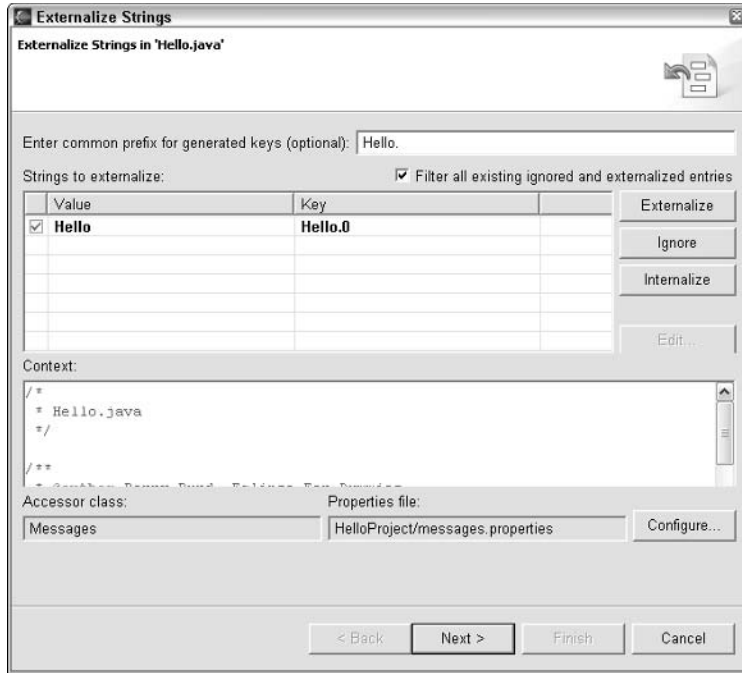 Externalize Strings
Externalize Strings in 'Hello.java'
Enter common prefix for generated keys (optional): Hello.
Strings to externalize: Filter all existing ignored and externalized entries
Value Key
Hello Hello.0
Externalize
Ignore
Internalize
Edit...
Context:
/*
* Hello.java
*/
/**
Accessor class: Properties file:
Messages HelloProject/messages.properties Configure...
< Back Next > Finish Cancel